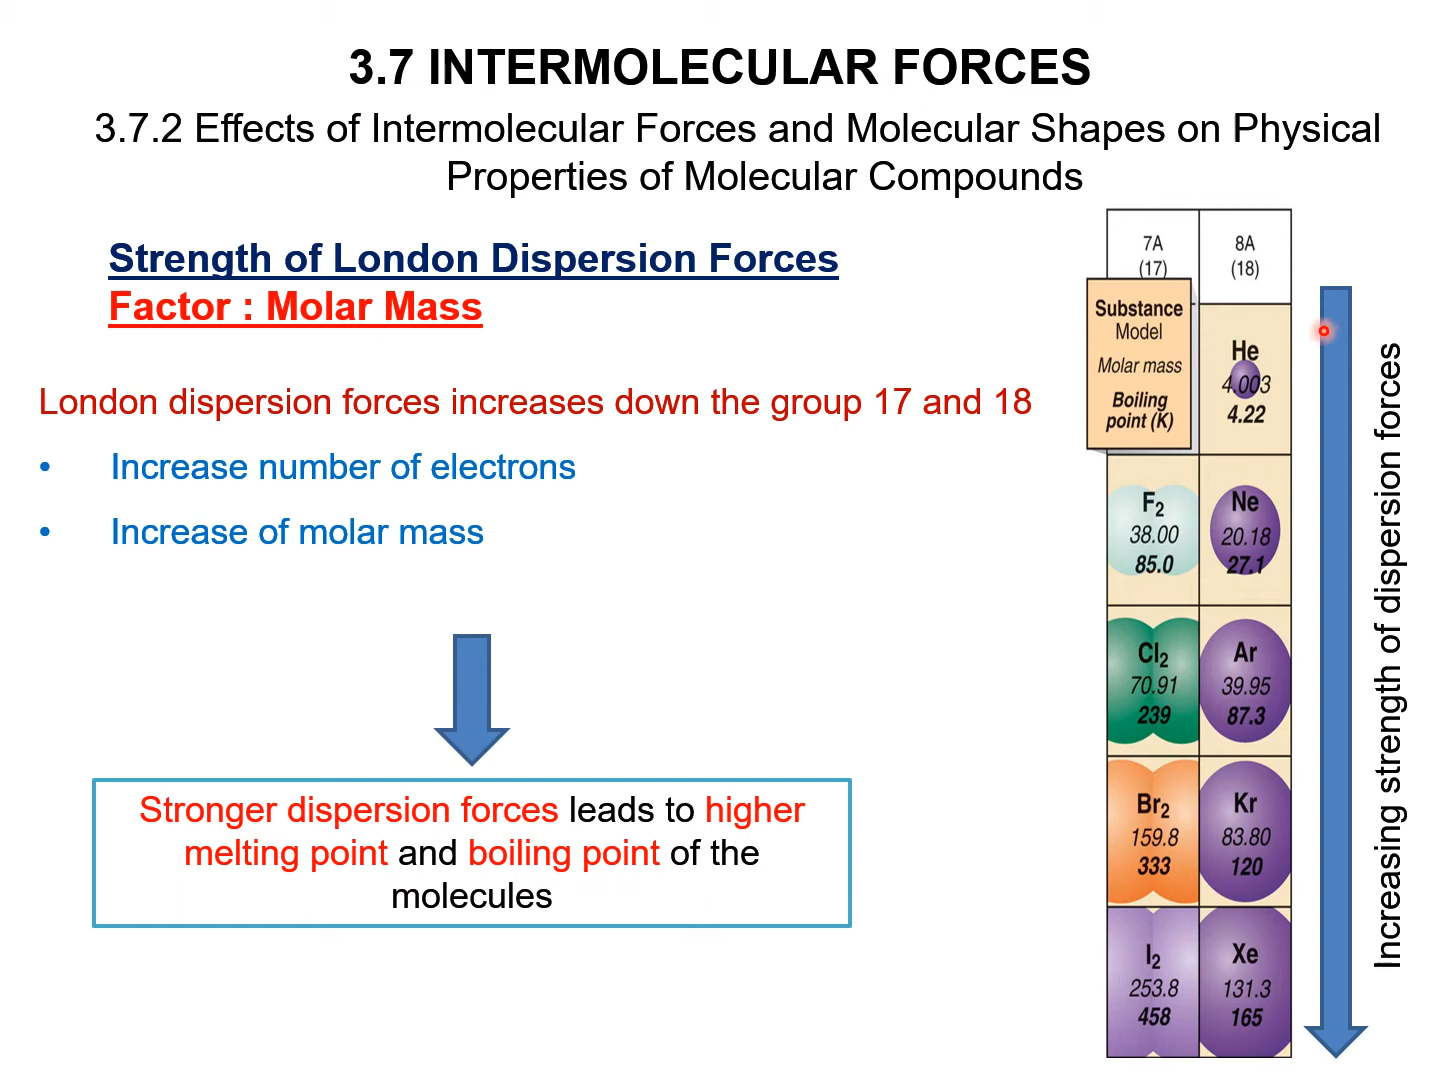 3.7 INTERMOLECULAR FORCES
3.7.2 Effects of Intermolecular Forces and Molecular Shapes on Physical
Properties of Molecular Compounds
Strength of London Dispersion Forces
Factor : Molar Mass
London dispersion forces increases down the group 17 and 18
• Increase number of electrons
• Increase of molar mass
Stronger dispersion forces leads to higher
melting point and boiling point of the
molecules
7A
(17)
8A
(18)
Substance
Model
Molar mass
Boiling
point (K)
He
4.003
4.22
F₂
38.00
85.0
Ne
20.18
27.1
Cl₂
70.91
239
Ar
39.95
87.3
Br₂
159.8
333
Kr
83.80
120
I₂
253.8
458
Xe
131.3
165
Increasing strength of dispersion forces